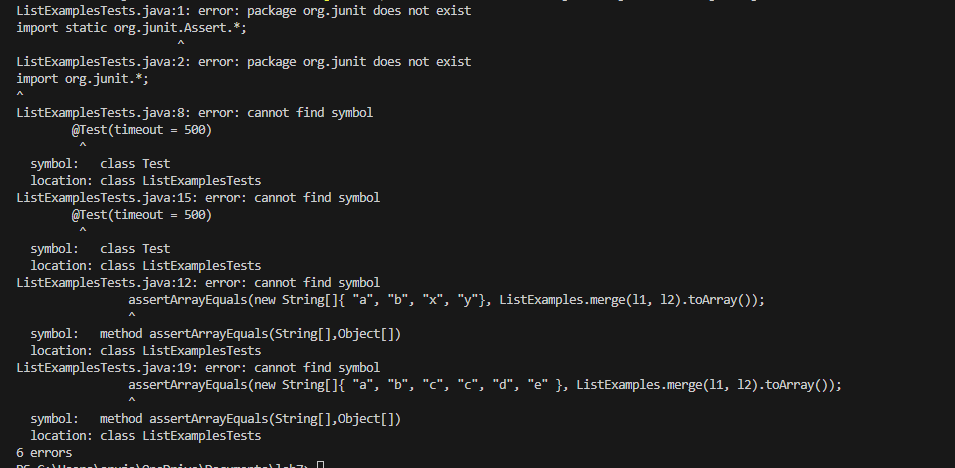 ListExamplesTests.java:1: error: package org.junit does not exist
import static org.junit.Assert.*;
^
ListExamplesTests.java:2: error: package org.junit does not exist
import org.junit.*;
^
ListExamplesTests.java:8: error: cannot find symbol
@Test(timeout = 500)
^
symbol:   class Test
location: class ListExamplesTests
ListExamplesTests.java:15: error: cannot find symbol
@Test(timeout = 500)
^
symbol:   class Test
location: class ListExamplesTests
ListExamplesTests.java:12: error: cannot find symbol
assertArrayEquals(new String[]{ "a", "b", "x", "y"}, ListExamples.merge(l1, l2).toArray());
^
symbol:   method assertArrayEquals(String[],Object[])
location: class ListExamplesTests
ListExamplesTests.java:19: error: cannot find symbol
assertArrayEquals(new String[]{ "a", "b", "c", "c", "d", "e" }, ListExamples.merge(l1, l2).toArray());
^
symbol:   method assertArrayEquals(String[],Object[])
location: class ListExamplesTests
6 errors